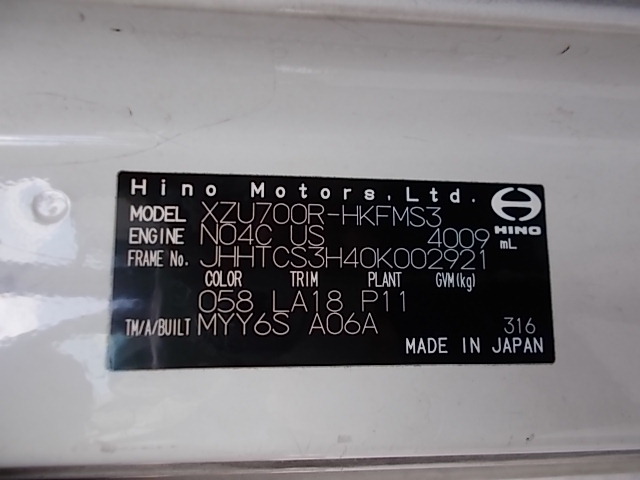 Hino Motors,Ltd.
MODEL XZU700R-HKFMS3
HINO
ENGINE N04C US 4009 mL
FRAME No. JHHTCS3H40K002921
COLOR TRIM PLANT GVM(kg)
058 LA18 P11
TM/A/BUILT MYY6S A06A 316
MADE IN JAPAN